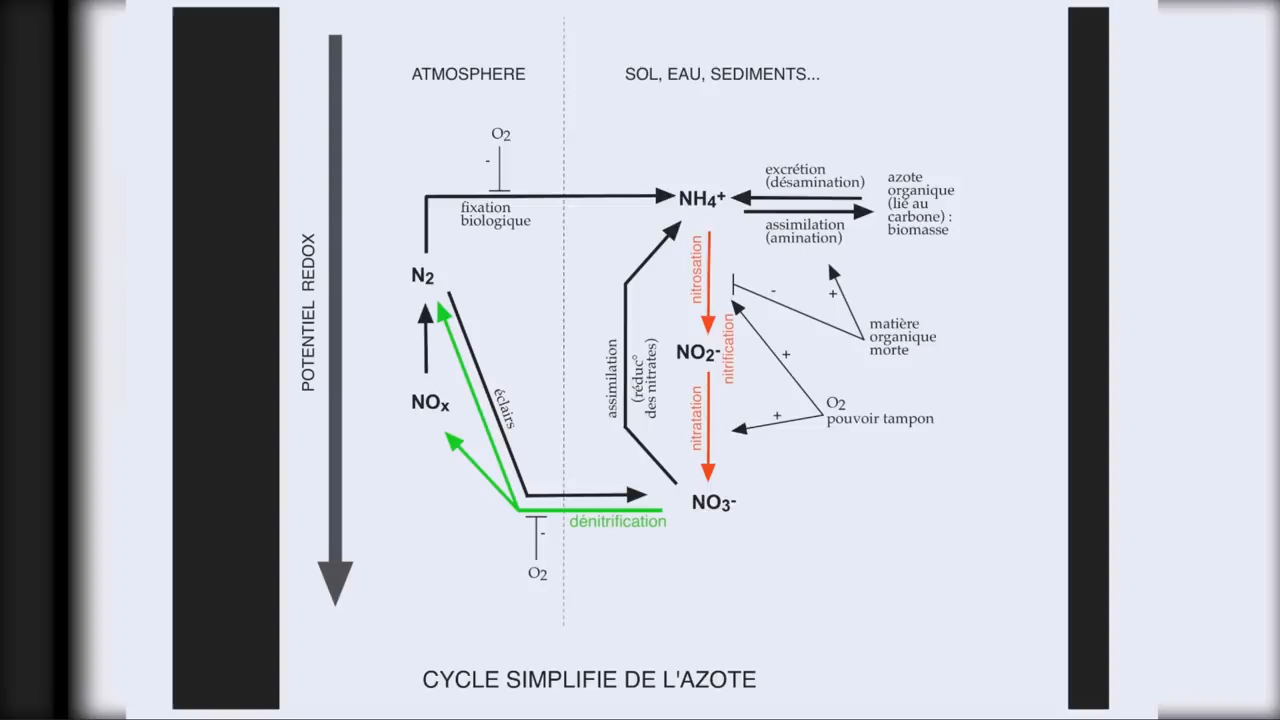 ATMOSPHERE
SOL, EAU, SEDIMENTS...
O2
-
excrétion
(désamination)
azote
organique
(lié au
carbone) :
biomasse
NH4+
fixation
biologique
assimilation
(amination)
POTENTIEL REDOX
nitrosation
N2
-
+
matière
organique
morte
éclairs
assimilation
(réduc°
des nitrates)
NO2-
nitrification
+
NOx
nitratation
+
O2
pouvoir tampon
NO3-
dénitrification
-
O2
CYCLE SIMPLIFIE DE L'AZOTE